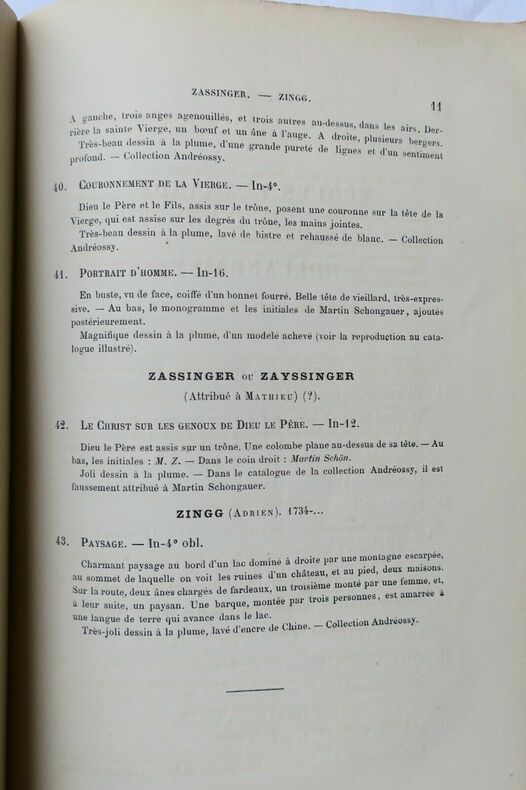 ZASSINGER. — ZINGG.
11
A gauche, trois anges agenouillés, et trois autres au-dessus, dans les airs. Der-
rière la sainte Vierge, un bœuf et un âne à l'auge. A droite, plusieurs bergers.
Très-beau dessin à la plume, d'une grande pureté de lignes et d'un sentiment
profond. — Collection Andréossy.
40. COURONNEMENT DE LA VIERGE. — In-4°.
Dieu le Père et le Fils, assis sur le trône, posent une couronne sur la tête de la
Vierge, qui est assise sur les degrés du trône, les mains jointes.
Très-beau dessin à la plume, lavé de bistre et rehaussé de blanc. — Collection
Andréossy.
41. PORTRAIT D'HOMME. — In-16.
En buste, vu de face, coiffé d'un bonnet fourré. Belle tête de vieillard, très-expres-
sive. — Au bas, le monogramme et les initiales de Martin Schongauer, ajoutés
postérieurement.
Magnifique dessin à la plume, d'un modelé achevé (voir la reproduction au cata-
logue illustré).
ZASSINGER OU ZAYSSINGER
(Attribué à MATHIEU) (?).
42. LE CHRIST SUR LES GENOUX DE DIEU LE PÈRE. — In-12.
Dieu le Père est assis sur un trône. Une colombe plane au-dessus de sa tête. — Au
bas, les initiales : M. Z. — Dans le coin droit : Martin Schön.
Joli dessin à la plume. — Dans le catalogue de la collection Andréossy, il est
faussement attribué à Martin Schongauer.
ZINGG (ADRIEN). 1734-...
43. PAYSAGE. — In-4° obl.
Charmant paysage au bord d'un lac dominé à droite par une montagne escarpée,
au sommet de laquelle on voit les ruines d'un château, et au pied, deux maisons.
Sur la route, deux ânes chargés de fardeaux, un troisième monté par une femme, et,
à leur suite, un paysan. Une barque, montée par trois personnes, est amarrée à
une langue de terre qui avance dans le lac.
Très-joli dessin à la plume, lavé d'encre de Chine. — Collection Andréossy.